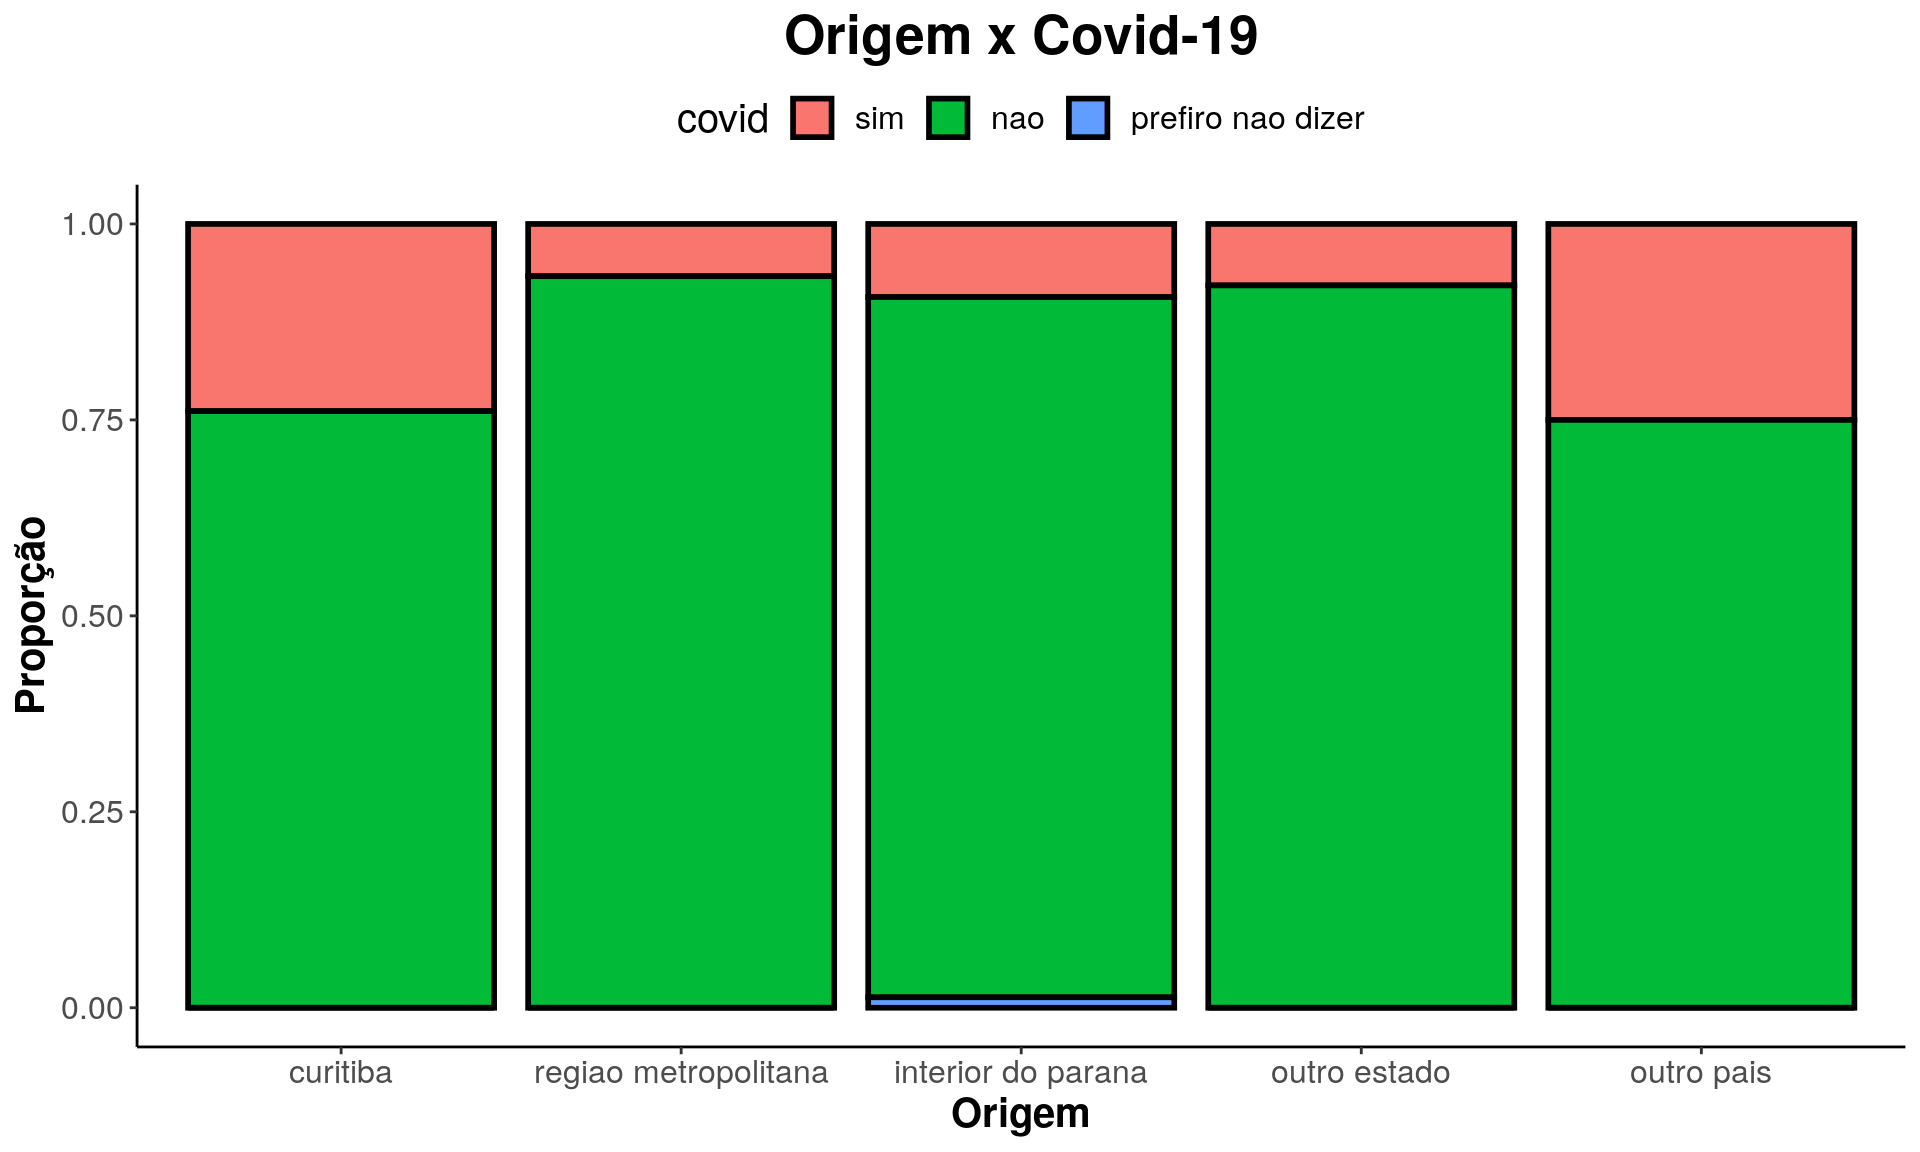 Origem x Covid-19
covid sim nao prefiro nao dizer
Proporção
1.00
0.75
0.50
0.25
0.00
curitiba regiao metropolitana interior do parana outro estado outro pais
Origem